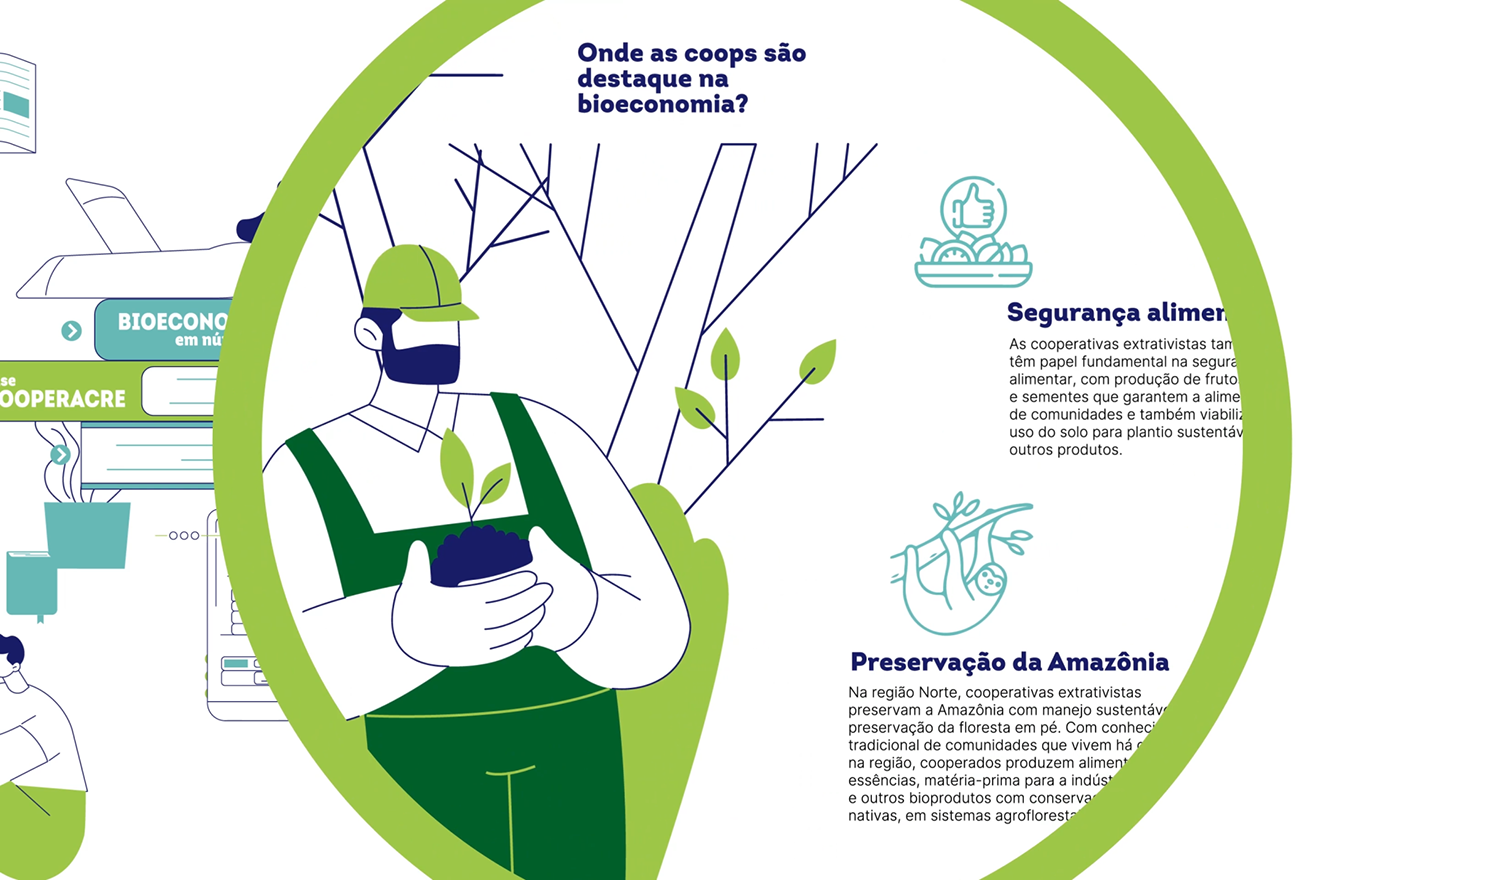 Onde as coops são
destaque na
bioeconomia?
BIOECONO
em nú
se
OOPERACRE
Segurança alimen
As cooperativas extrativistas tam
têm papel fundamental na segura
alimentar, com produção de fruto
e sementes que garantem a alime
de comunidades e também viabiliz
uso do solo para plantio sustentáv
outros produtos.
Preservação da Amazônia
Na região Norte, cooperativas extrativistas
preservam a Amazônia com manejo sustentáve
preservação da floresta em pé. Com conheci
tradicional de comunidades que vivem há
na região, cooperados produzem aliment
essências, matéria-prima para a indúst
e outros bioprodutos com conserva
nativas, em sistemas agrofloresta